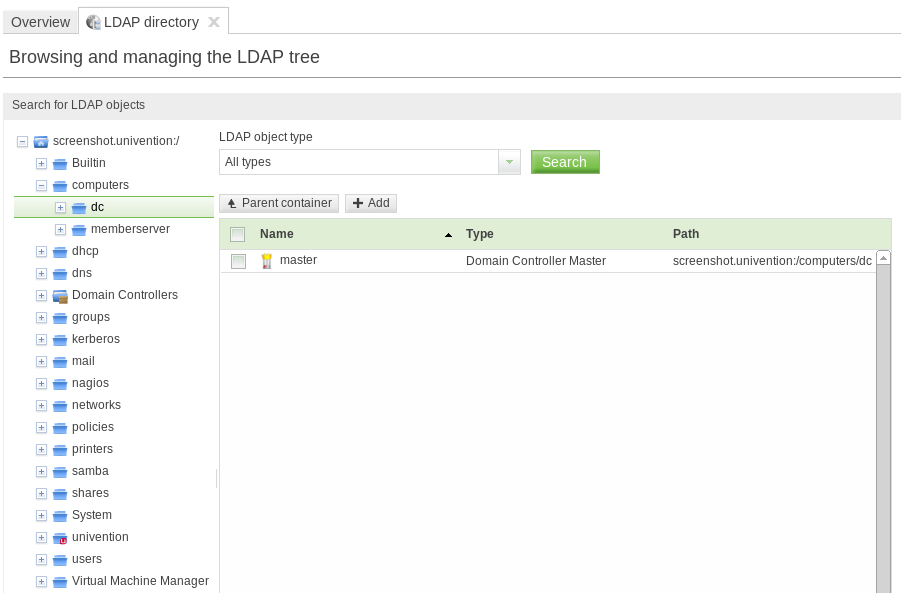 Overview LDAP directory
Browsing and managing the LDAP tree
Search for LDAP objects
screenshot.univention:/
Builtin
computers
dc
memberserver
dhcp
dns
Domain Controllers
groups
kerberos
mail
nagios
networks
policies
printers
samba
shares
System
univention
users
Virtual Machine Manager
LDAP object type
All types Search
Parent container Add
Name Type Path
master Domain Controller Master screenshot.univention:/computers/dc